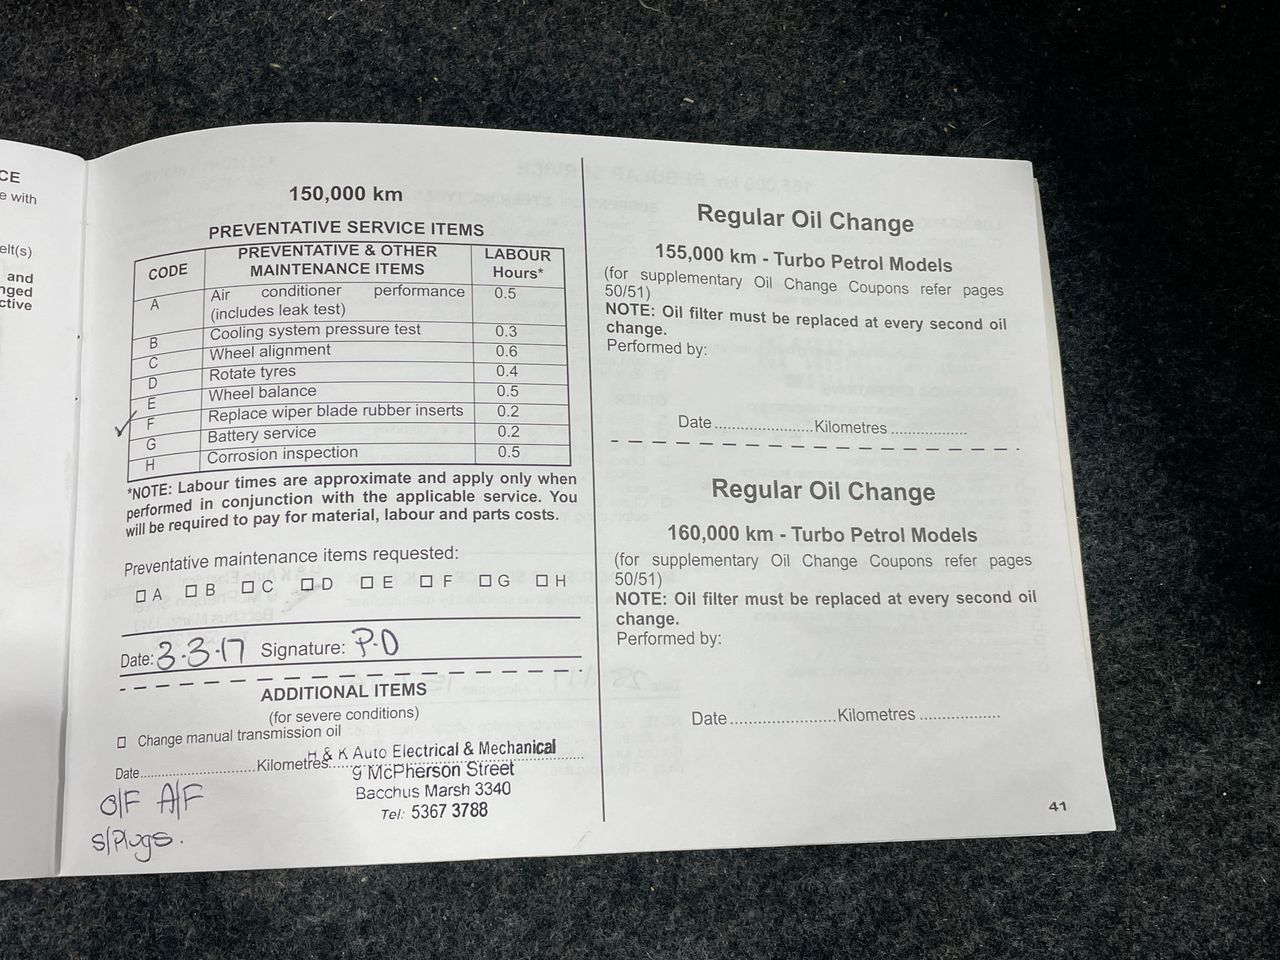 CE
e with
elt(s)
and
nged
ctive
150,000 km
PREVENTATIVE SERVICE ITEMS
CODE PREVENTATIVE & OTHER MAINTENANCE ITEMS LABOUR Hours*
A Air conditioner performance (includes leak test) 0.5
B Cooling system pressure test 0.3
C Wheel alignment 0.6
D Rotate tyres 0.4
E Wheel balance 0.5
F Replace wiper blade rubber inserts 0.2
G Battery service 0.2
H Corrosion inspection 0.5
*NOTE: Labour times are approximate and apply only when
performed in conjunction with the applicable service. You
will be required to pay for material, labour and parts costs.
Preventative maintenance items requested:
A B C D E F G H
Date: 3-3-17 Signature: P.D
ADDITIONAL ITEMS
(for severe conditions)
Change manual transmission oil
Date..........................Kilometres..........................
H & K Auto Electrical & Mechanical
9 McPherson Street
Bacchus Marsh 3340
Tel: 5367 3788
O/F A/F
S/Plugs.
Regular Oil Change
155,000 km - Turbo Petrol Models
(for supplementary Oil Change Coupons refer pages
50/51)
NOTE: Oil filter must be replaced at every second oil
change.
Performed by:
Date......................Kilometres.................
Regular Oil Change
160,000 km - Turbo Petrol Models
(for supplementary Oil Change Coupons refer pages
50/51)
NOTE: Oil filter must be replaced at every second oil
change.
Performed by:
Date.......................Kilometres..................
41